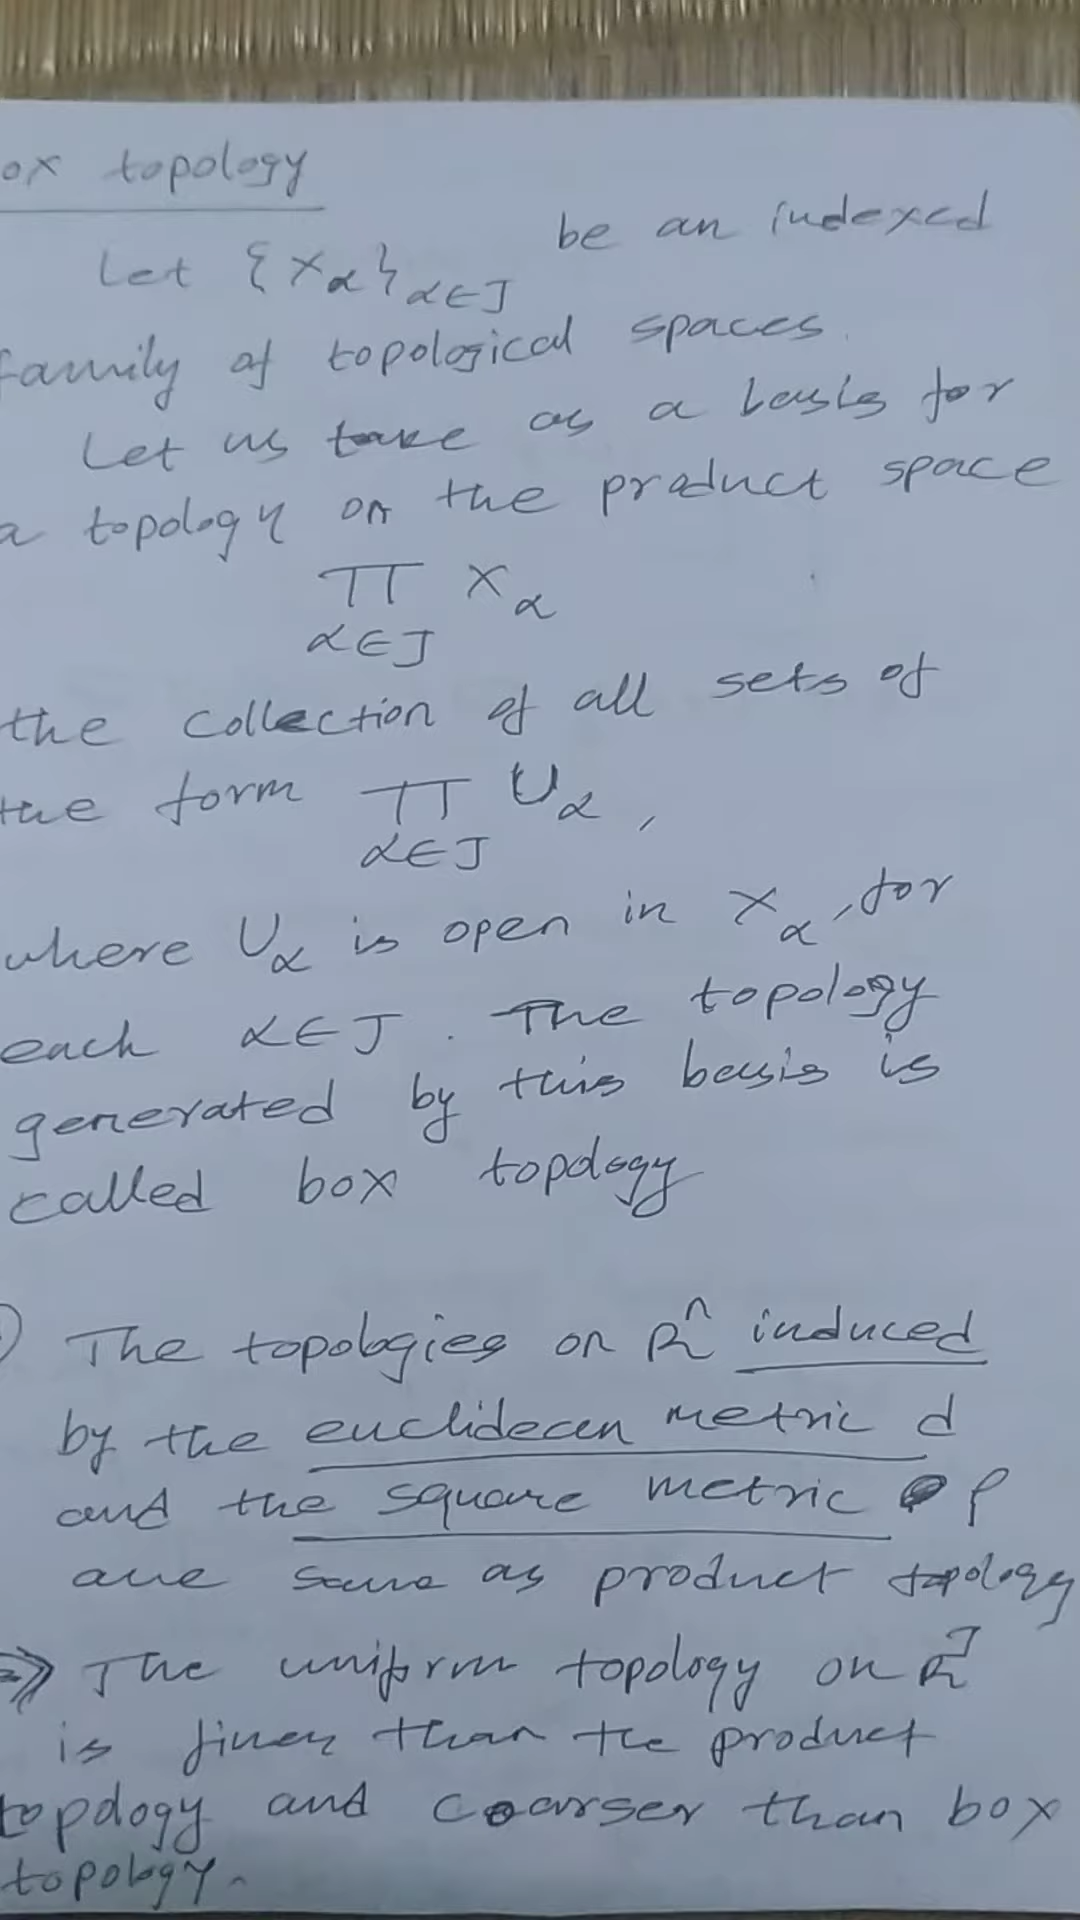 ox topology
Let {Xα}α∈J be an indexed
family of topological spaces.
Let us take as a basis for
a topology on the product space
∏ Xα
α∈J
the collection of all sets of
the form ∏ Uα,
α∈J
where Uα is open in Xα, for
each α∈J. The topology
generated by this basis is
called box topology
) The topologies on Rⁿ induced
by the euclidean metric d
and the square metric ρ
are same as product topology
⇒ The uniform topology on Rᴶ
is finer than the product
topology and coarser than box
topology.